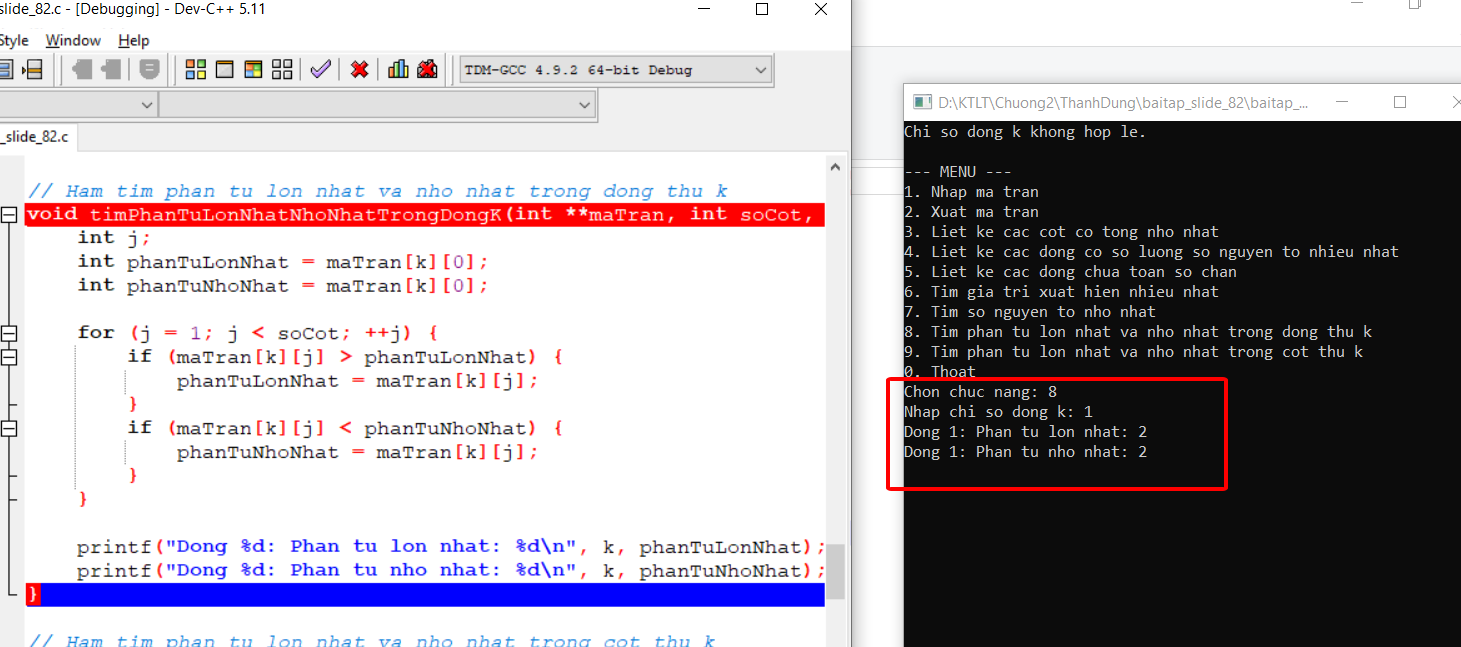 slide_82.c - [Debugging] - Dev-C++ 5.11
Style Window Help
TDM-GCC 4.9.2 64-bit Debug
_slide_82.c
// Ham tim phan tu lon nhat va nho nhat trong dong thu k
void timPhanTuLonNhatNhoNhatTrongDongK(int **maTran, int soCot,
int j;
int phanTuLonNhat = maTran[k][0];
int phanTuNhoNhat = maTran[k][0];
for (j = 1; j < soCot; ++j) {
if (maTran[k][j] > phanTuLonNhat) {
phanTuLonNhat = maTran[k][j];
}
if (maTran[k][j] < phanTuNhoNhat) {
phanTuNhoNhat = maTran[k][j];
}
}
printf("Dong %d: Phan tu lon nhat: %d\n", k, phanTuLonNhat);
printf("Dong %d: Phan tu nho nhat: %d\n", k, phanTuNhoNhat);
}
// Ham tim phan tu lon nhat va nho nhat trong cot thu k
D:\KTLT\Chuong2\ThanhDung\baitap_slide_82\baitap_...
Chi so dong k khong hop le.
--- MENU ---
1. Nhap ma tran
2. Xuat ma tran
3. Liet ke cac cot co tong nho nhat
4. Liet ke cac dong co so luong so nguyen to nhieu nhat
5. Liet ke cac dong chua toan so chan
6. Tim gia tri xuat hien nhieu nhat
7. Tim so nguyen to nho nhat
8. Tim phan tu lon nhat va nho nhat trong dong thu k
9. Tim phan tu lon nhat va nho nhat trong cot thu k
0. Thoat
Chon chuc nang: 8
Nhap chi so dong k: 1
Dong 1: Phan tu lon nhat: 2
Dong 1: Phan tu nho nhat: 2